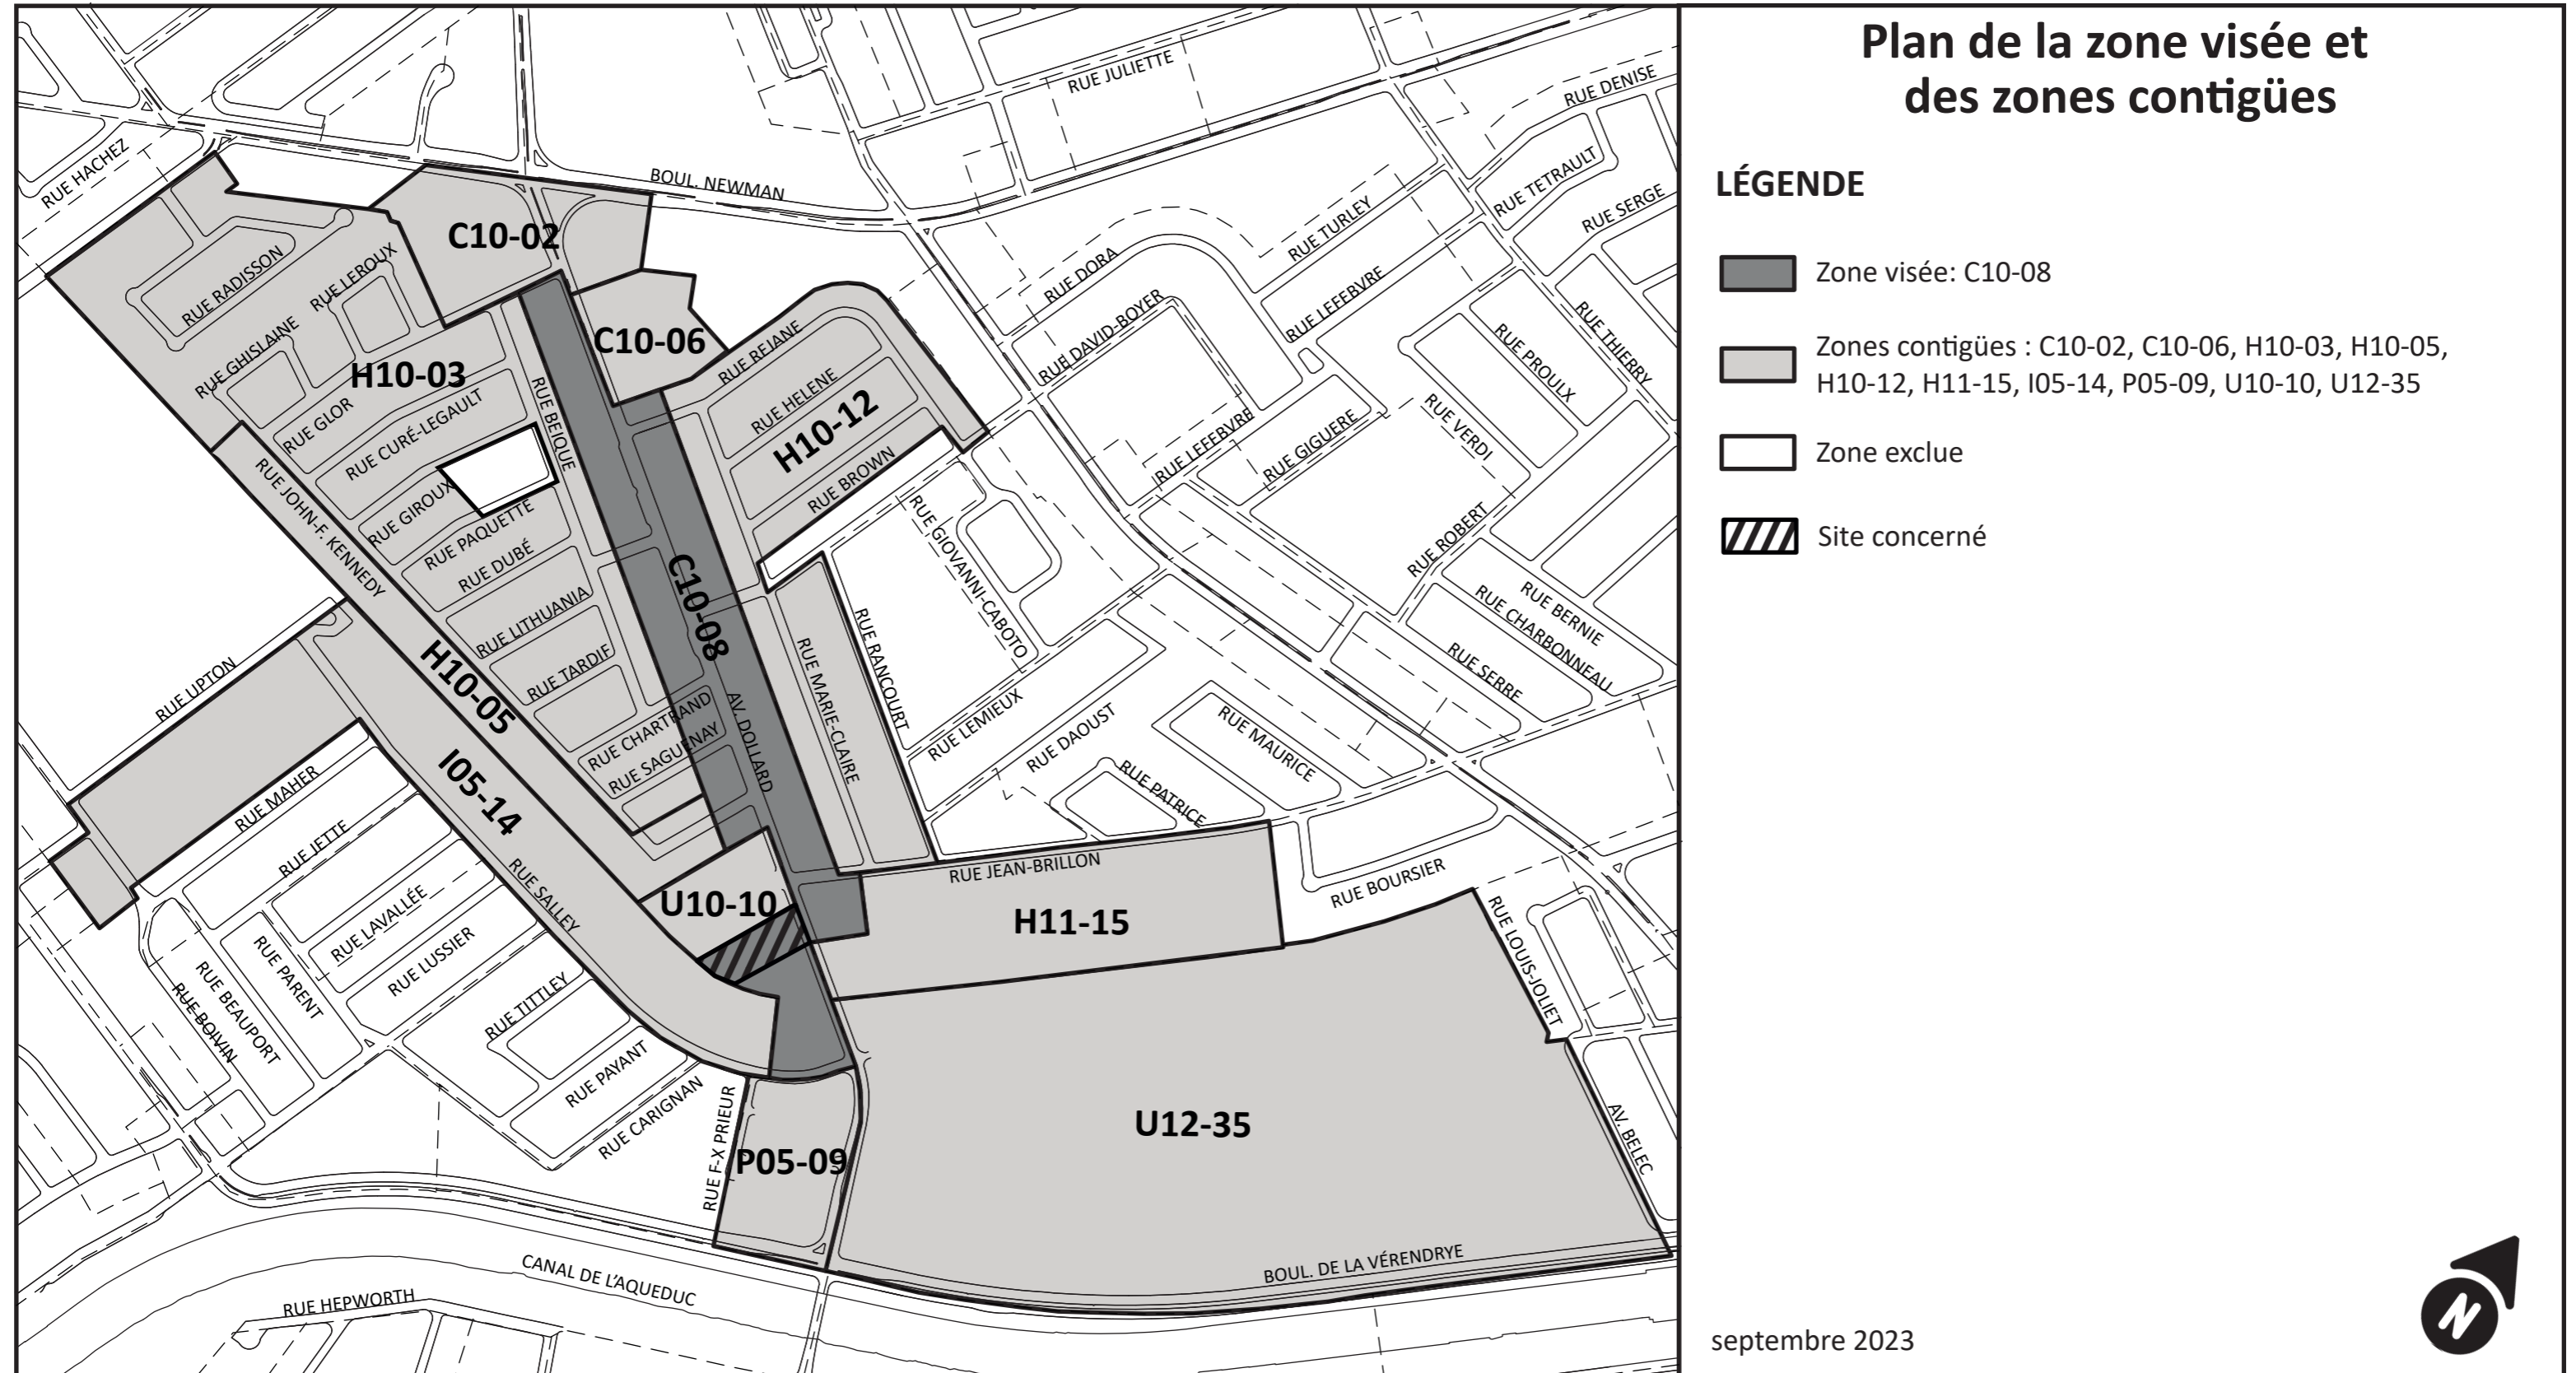 Plan de la zone visée et
des zones contigües
LÉGENDE
Zone visée: C10-08
Zones contigües : C10-02, C10-06, H10-03, H10-05,
H10-12, H11-15, I05-14, P05-09, U10-10, U12-35
Zone exclue
Site concerné
septembre 2023
N
RUE JULIETTE
RUE DENISE
RUE HACHEZ
BOUL. NEWMAN
RUE TETRAULT
RUE SERGE
C10-02
RUE TURLEY
RUE RADISSON
RUE LEROUX
RUE DORA
RUE LEFEBVRE
RUE DAVID-BOYER
C10-06
RUE GHISLAINE
RUE REJANE
RUE PROULX
RUE THIERRY
H10-03
RUE BEIQUE
RUE HELENE
H10-12
RUE GLOR
RUE CURÉ-LEGAULT
RUE BROWN
RUE LEFEBVRE
RUE GIGUERE
RUE VERDI
RUE JOHN-F. KENNEDY
RUE GIROUX
RUE PAQUETTE
RUE DUBÉ
RUE GIOVANNI-CABOTO
RUE ROBERT
C10-08
RUE LITHUANIA
RUE TARDIF
RUE MARIE-CLAIRE
RUE RANCOURT
RUE BERNIE
RUE CHARBONNEAU
RUE SERRE
RUE UPTON
H10-05
RUE CHARTRAND
RUE SAGUENAY
AV. DOLLARD
RUE LEMIEUX
RUE DAOUST
RUE MAURICE
RUE PATRICE
I05-14
RUE MAHER
RUE JETTE
RUE SALLEY
RUE JEAN-BRILLON
RUE BOURSIER
U10-10
H11-15
RUE LAVALLÉE
RUE LUSSIER
RUE PARENT
RUE BEAUPORT
RUE BOIVIN
RUE TITTLEY
RUE LOUIS-JOLIET
RUE PAYANT
RUE CARIGNAN
RUE F-X PRIEUR
P05-09
U12-35
AV. BELEC
BOUL. DE LA VÉRENDRYE
CANAL DE L'AQUEDUC
RUE HEPWORTH